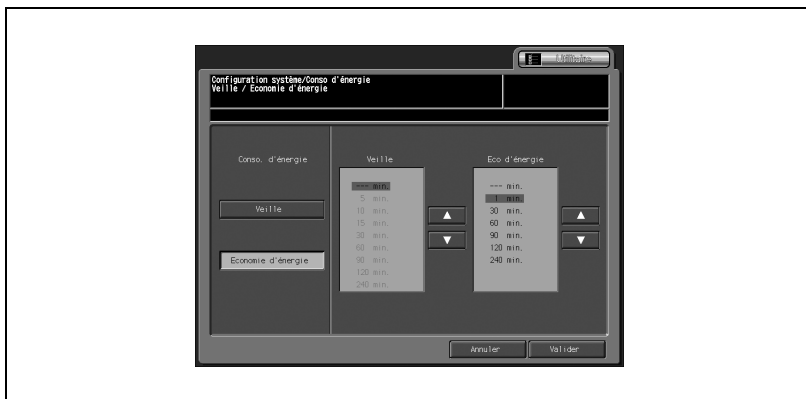 Utilitaire
Configuration système/Conso d'énergie
Veille / Economie d'énergie
Conso. d'énergie
Veille
Economie d'énergie
Veille
--- min.
5 min.
10 min.
15 min.
30 min.
60 min.
90 min.
120 min.
240 min.
Eco d'énergie
--- min.
1 min.
30 min.
60 min.
90 min.
120 min.
240 min.
Annuler
Valider